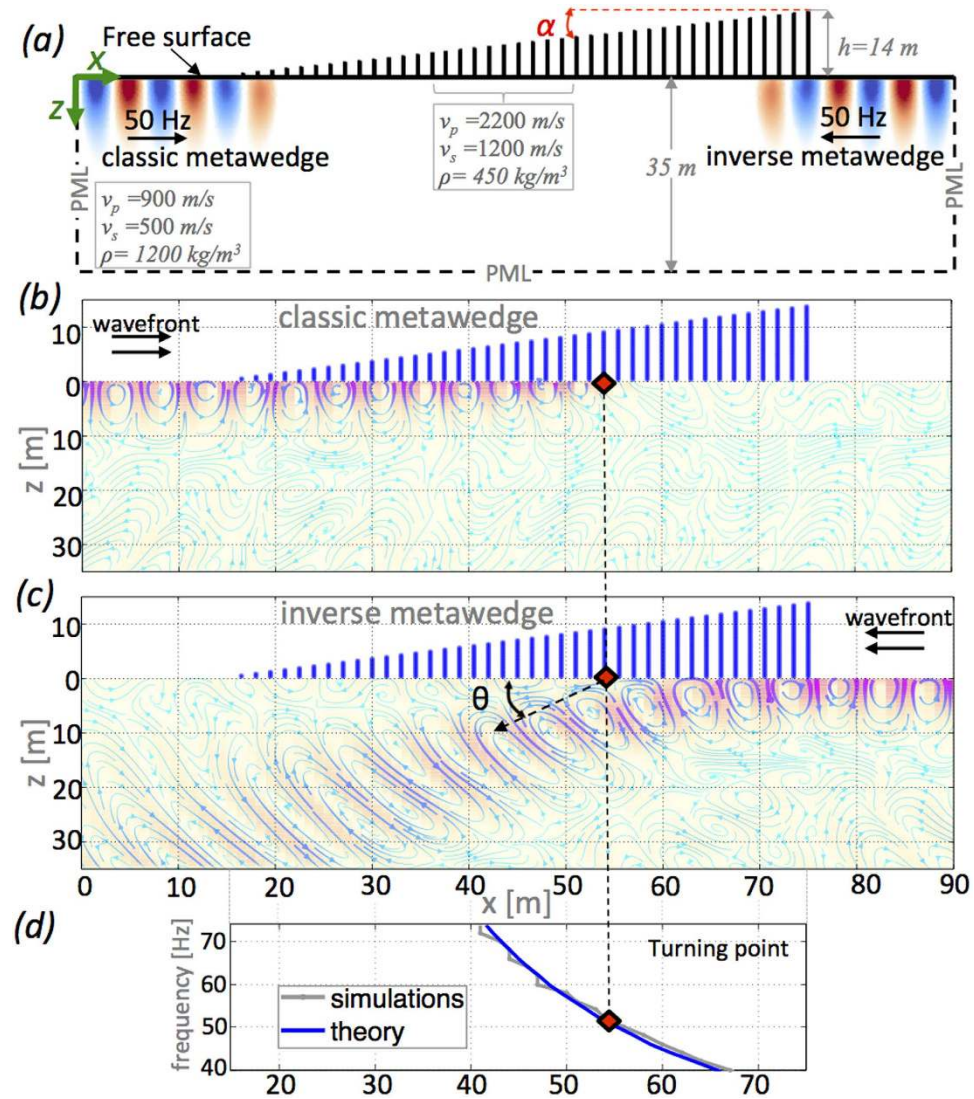 (a)
Free surface
α
h=14 m
X
Z
50 Hz
classic metawedge
v_p =2200 m/s
v_s =1200 m/s
ρ= 450 kg/m³
50 Hz
inverse metawedge
35 m
PML
v_p =900 m/s
v_s =500 m/s
ρ= 1200 kg/m³
PML
PML
(b)
wavefront
classic metawedge
10
0
10
20
30
z [m]
(c)
inverse metawedge
wavefront
θ
10
0
10
20
30
z [m]
0 10 20 30 40 50 60 70 80 90
x [m]
(d)
Turning point
simulations
theory
70
60
50
40
frequency [Hz]
20 30 40 50 60 70